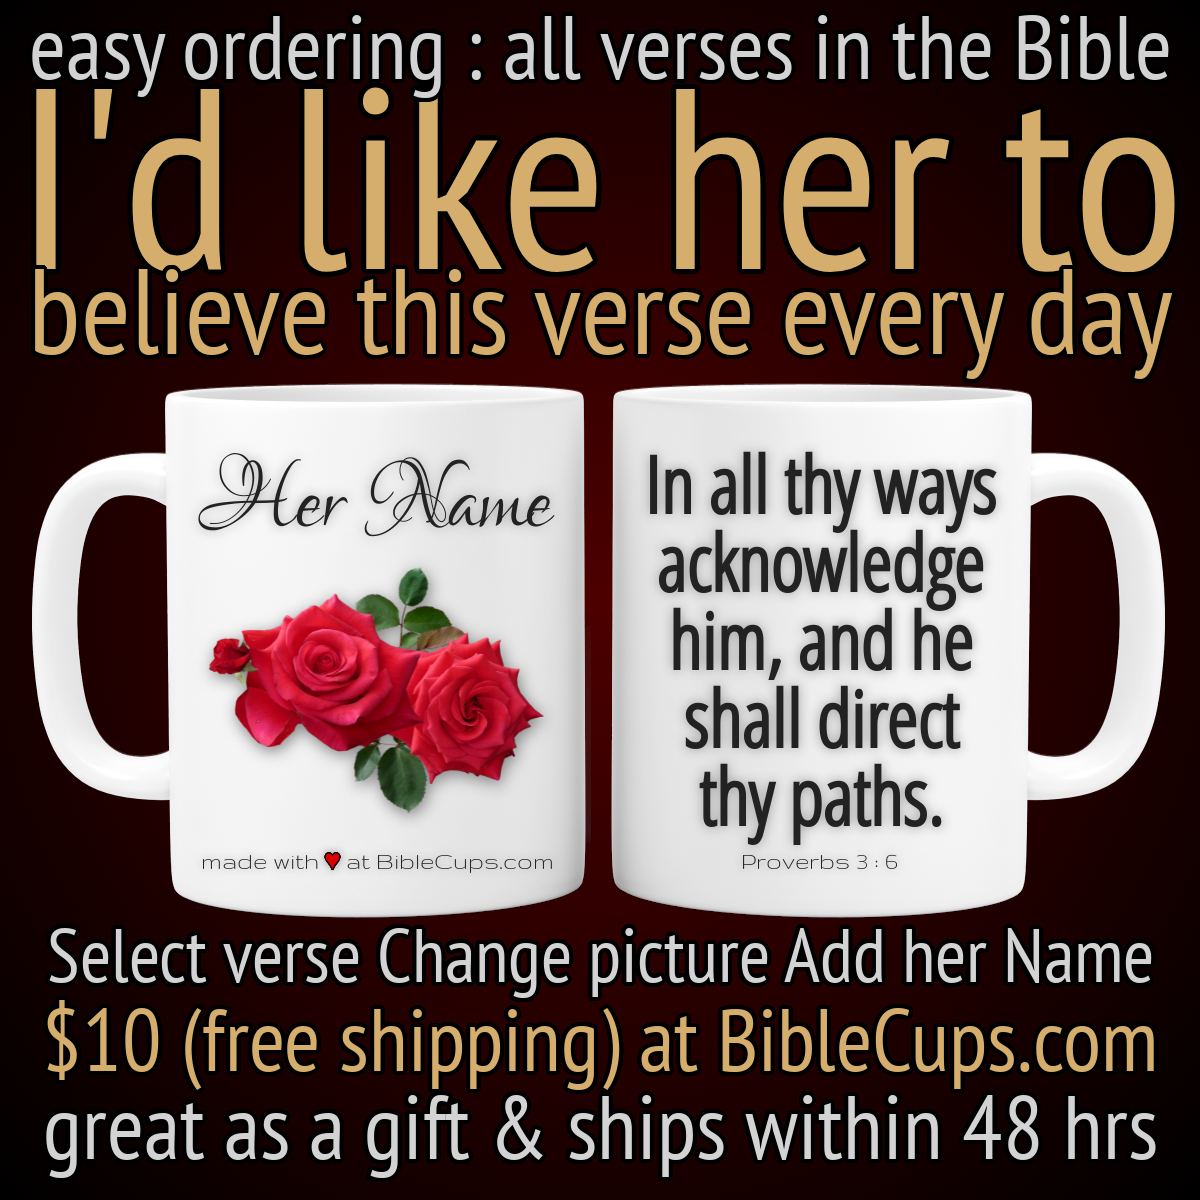 easy ordering : all verses in the Bible
I'd like her to
believe this verse every day
Her Name
made with ♥ at BibleCups.com
In all thy ways
acknowledge
him, and he
shall direct
thy paths.
Proverbs 3 : 6
Select verse Change picture Add her Name
$10 (free shipping) at BibleCups.com
great as a gift & ships within 48 hrs